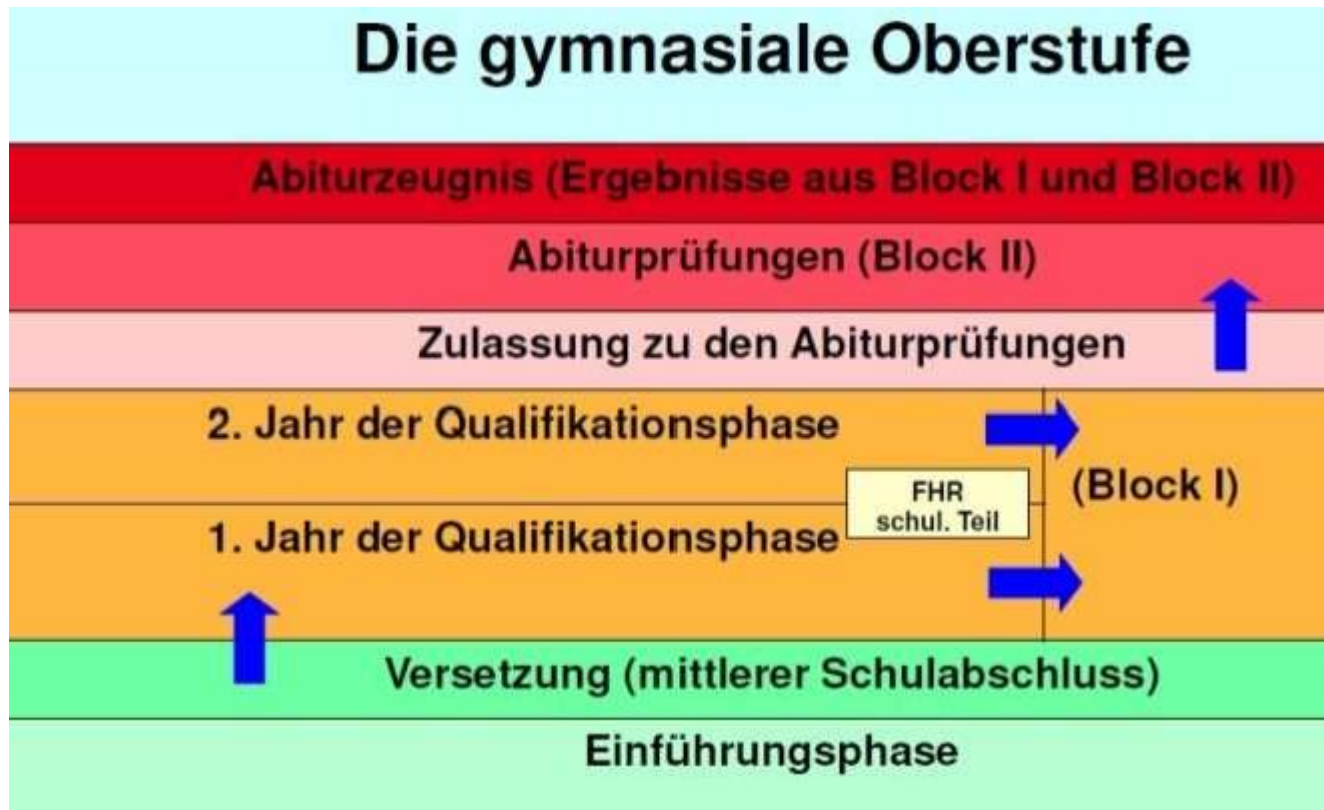 Die gymnasiale Oberstufe
Abiturzeugnis (Ergebnisse aus Block I und Block II)
Abiturprüfungen (Block II)
Zulassung zu den Abiturprüfungen
2. Jahr der Qualifikationsphase
FHR
schul. Teil
(Block I)
1. Jahr der Qualifikationsphase
Versetzung (mittlerer Schulabschluss)
Einführungsphase